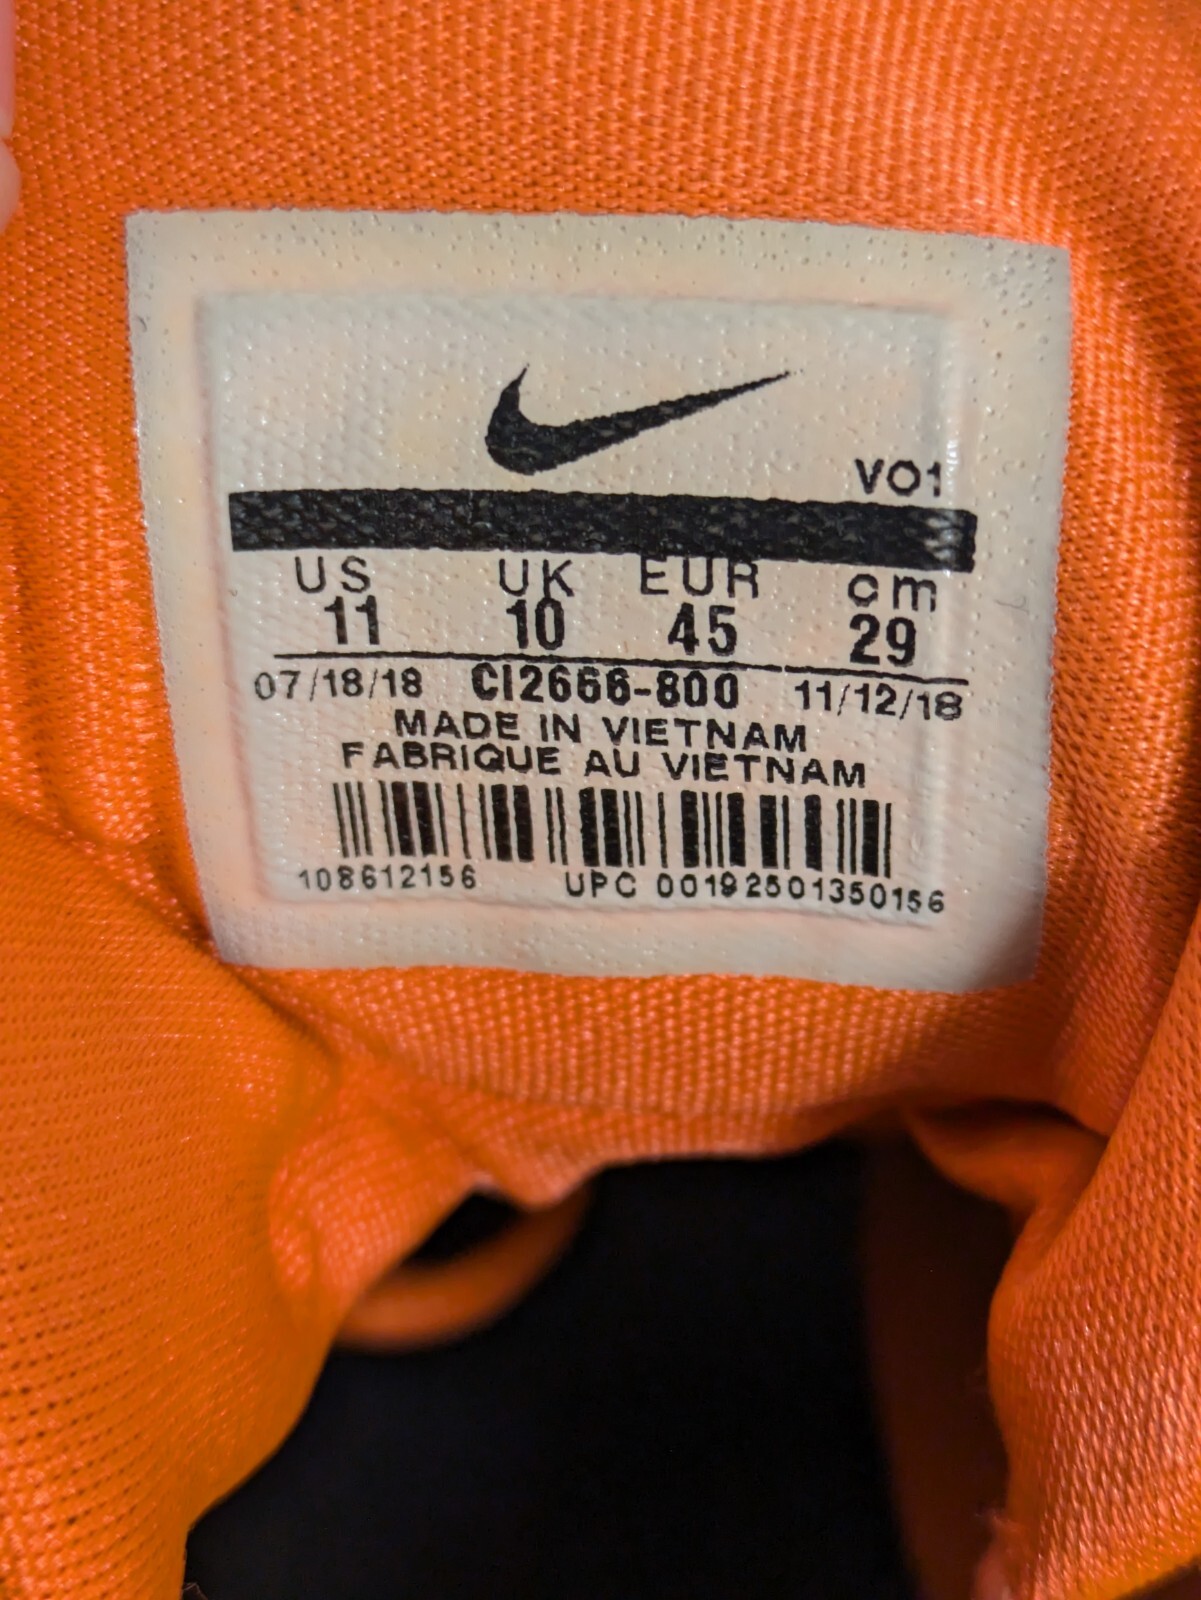 VO1
US UK EUR cm
11 10 45 29
07/18/18 CI2666-800 11/12/18
MADE IN VIETNAM
FABRIQUE AU VIETNAM
108612156 UPC 00192501350156